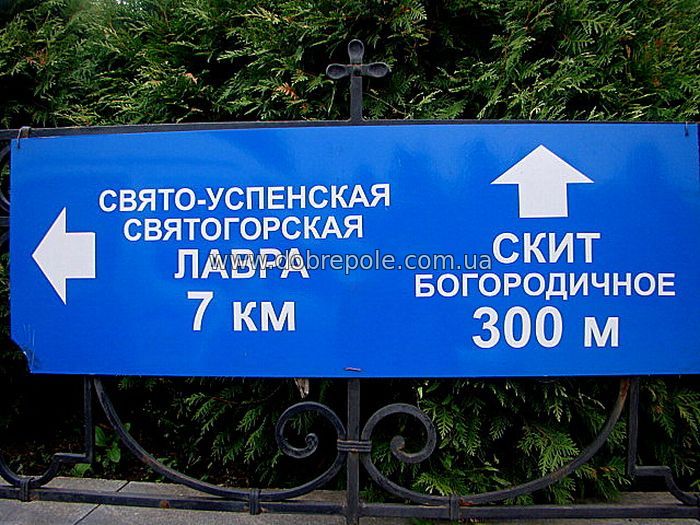 СВЯТО-УСПЕНСКАЯ
СВЯТОГОРСКАЯ
ЛАВРА
7 км
СКИТ
БОГОРОДИЧНОЕ
300 м
www.dobrepole.com.ua